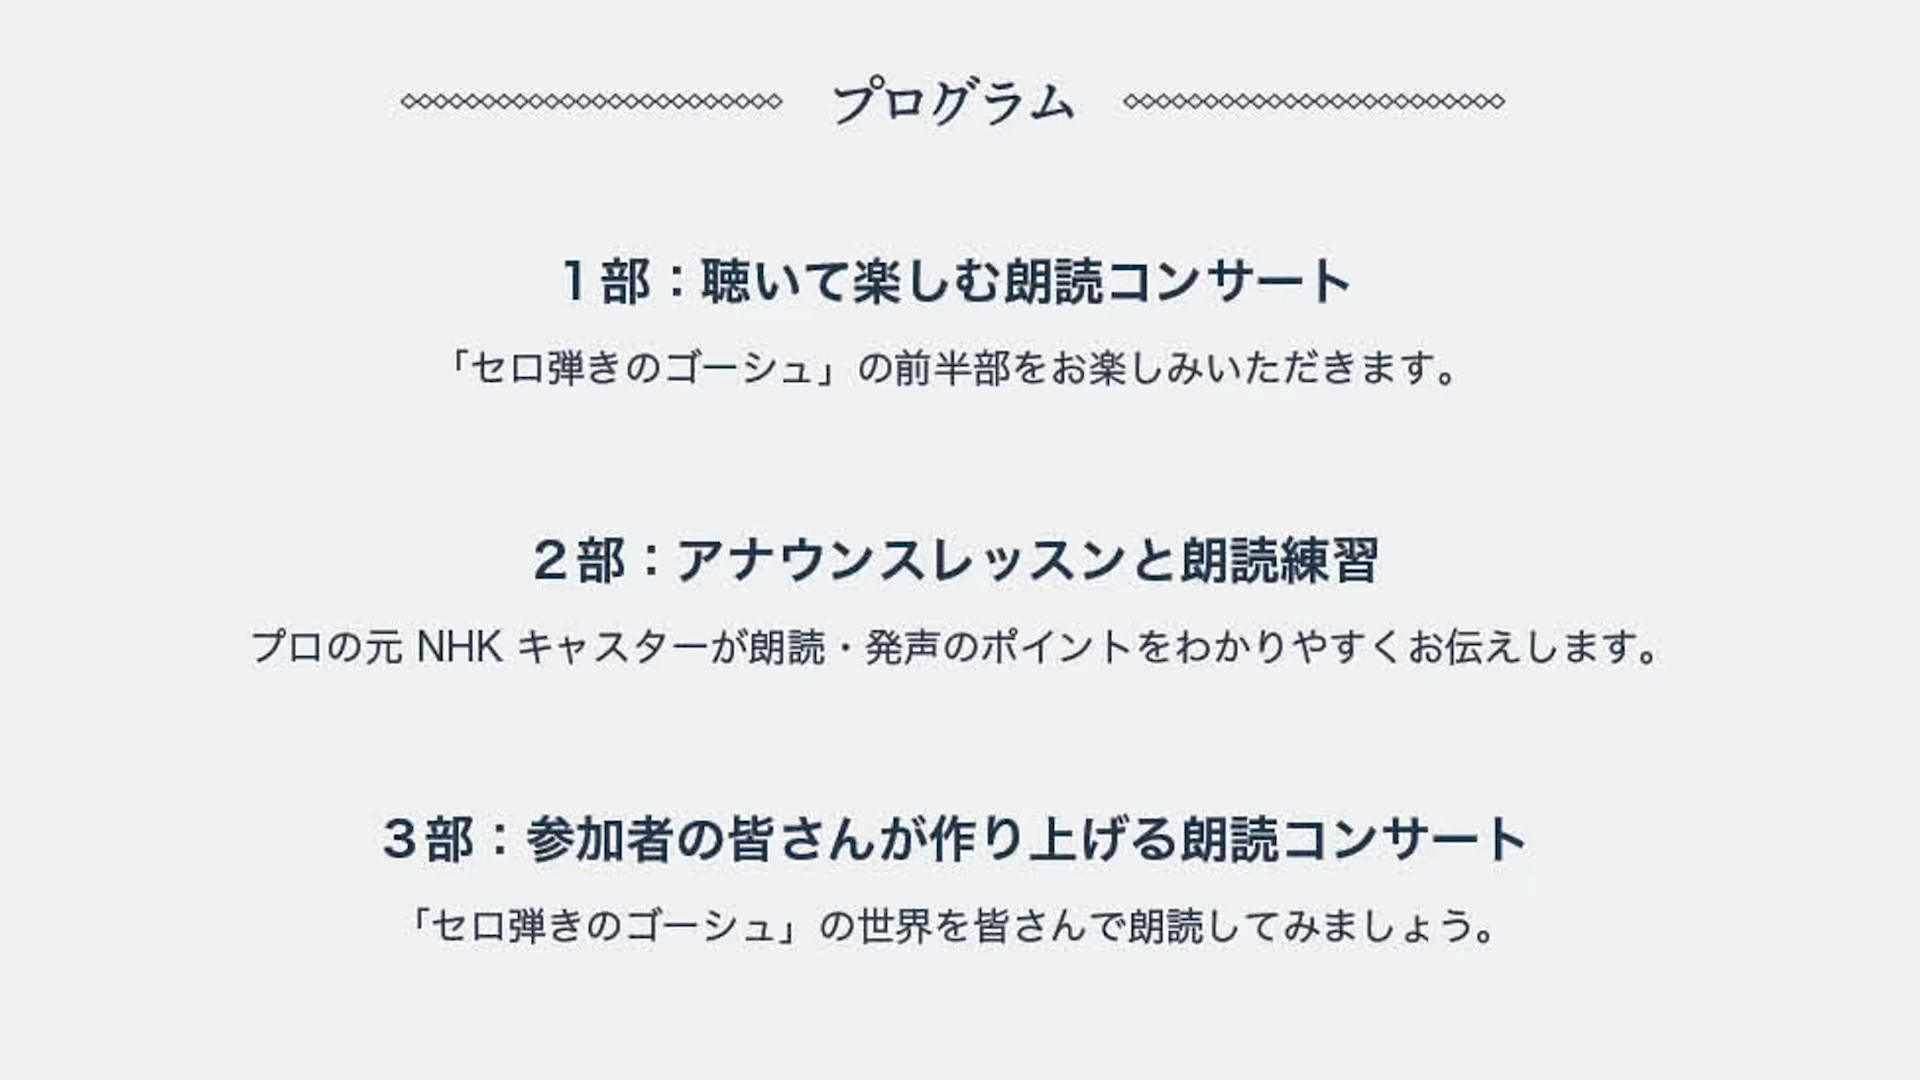 プログラム
１部：聴いて楽しむ朗読コンサート
「セロ弾きのゴーシュ」の前半部をお楽しみいただきます。
２部：アナウンスレッスンと朗読練習
プロの元 NHK キャスターが朗読・発声のポイントをわかりやすくお伝えします。
３部：参加者の皆さんが作り上げる朗読コンサート
「セロ弾きのゴーシュ」の世界を皆さんで朗読してみましょう。